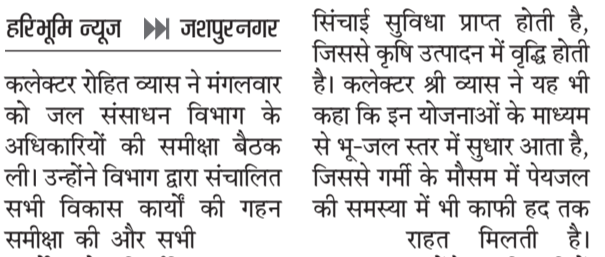 हरिभूमि न्यूज ▶▶| जशपुरनगर
कलेक्टर रोहित व्यास ने मंगलवार
को जल संसाधन विभाग के
अधिकारियों की समीक्षा बैठक
ली। उन्होंने विभाग द्वारा संचालित
सभी विकास कार्यों की गहन
समीक्षा की और सभी
सिंचाई सुविधा प्राप्त होती है,
जिससे कृषि उत्पादन में वृद्धि होती
है। कलेक्टर श्री व्यास ने यह भी
कहा कि इन योजनाओं के माध्यम
से भू-जल स्तर में सुधार आता है,
जिससे गर्मी के मौसम में पेयजल
की समस्या में भी काफी हद तक
राहत मिलती है।